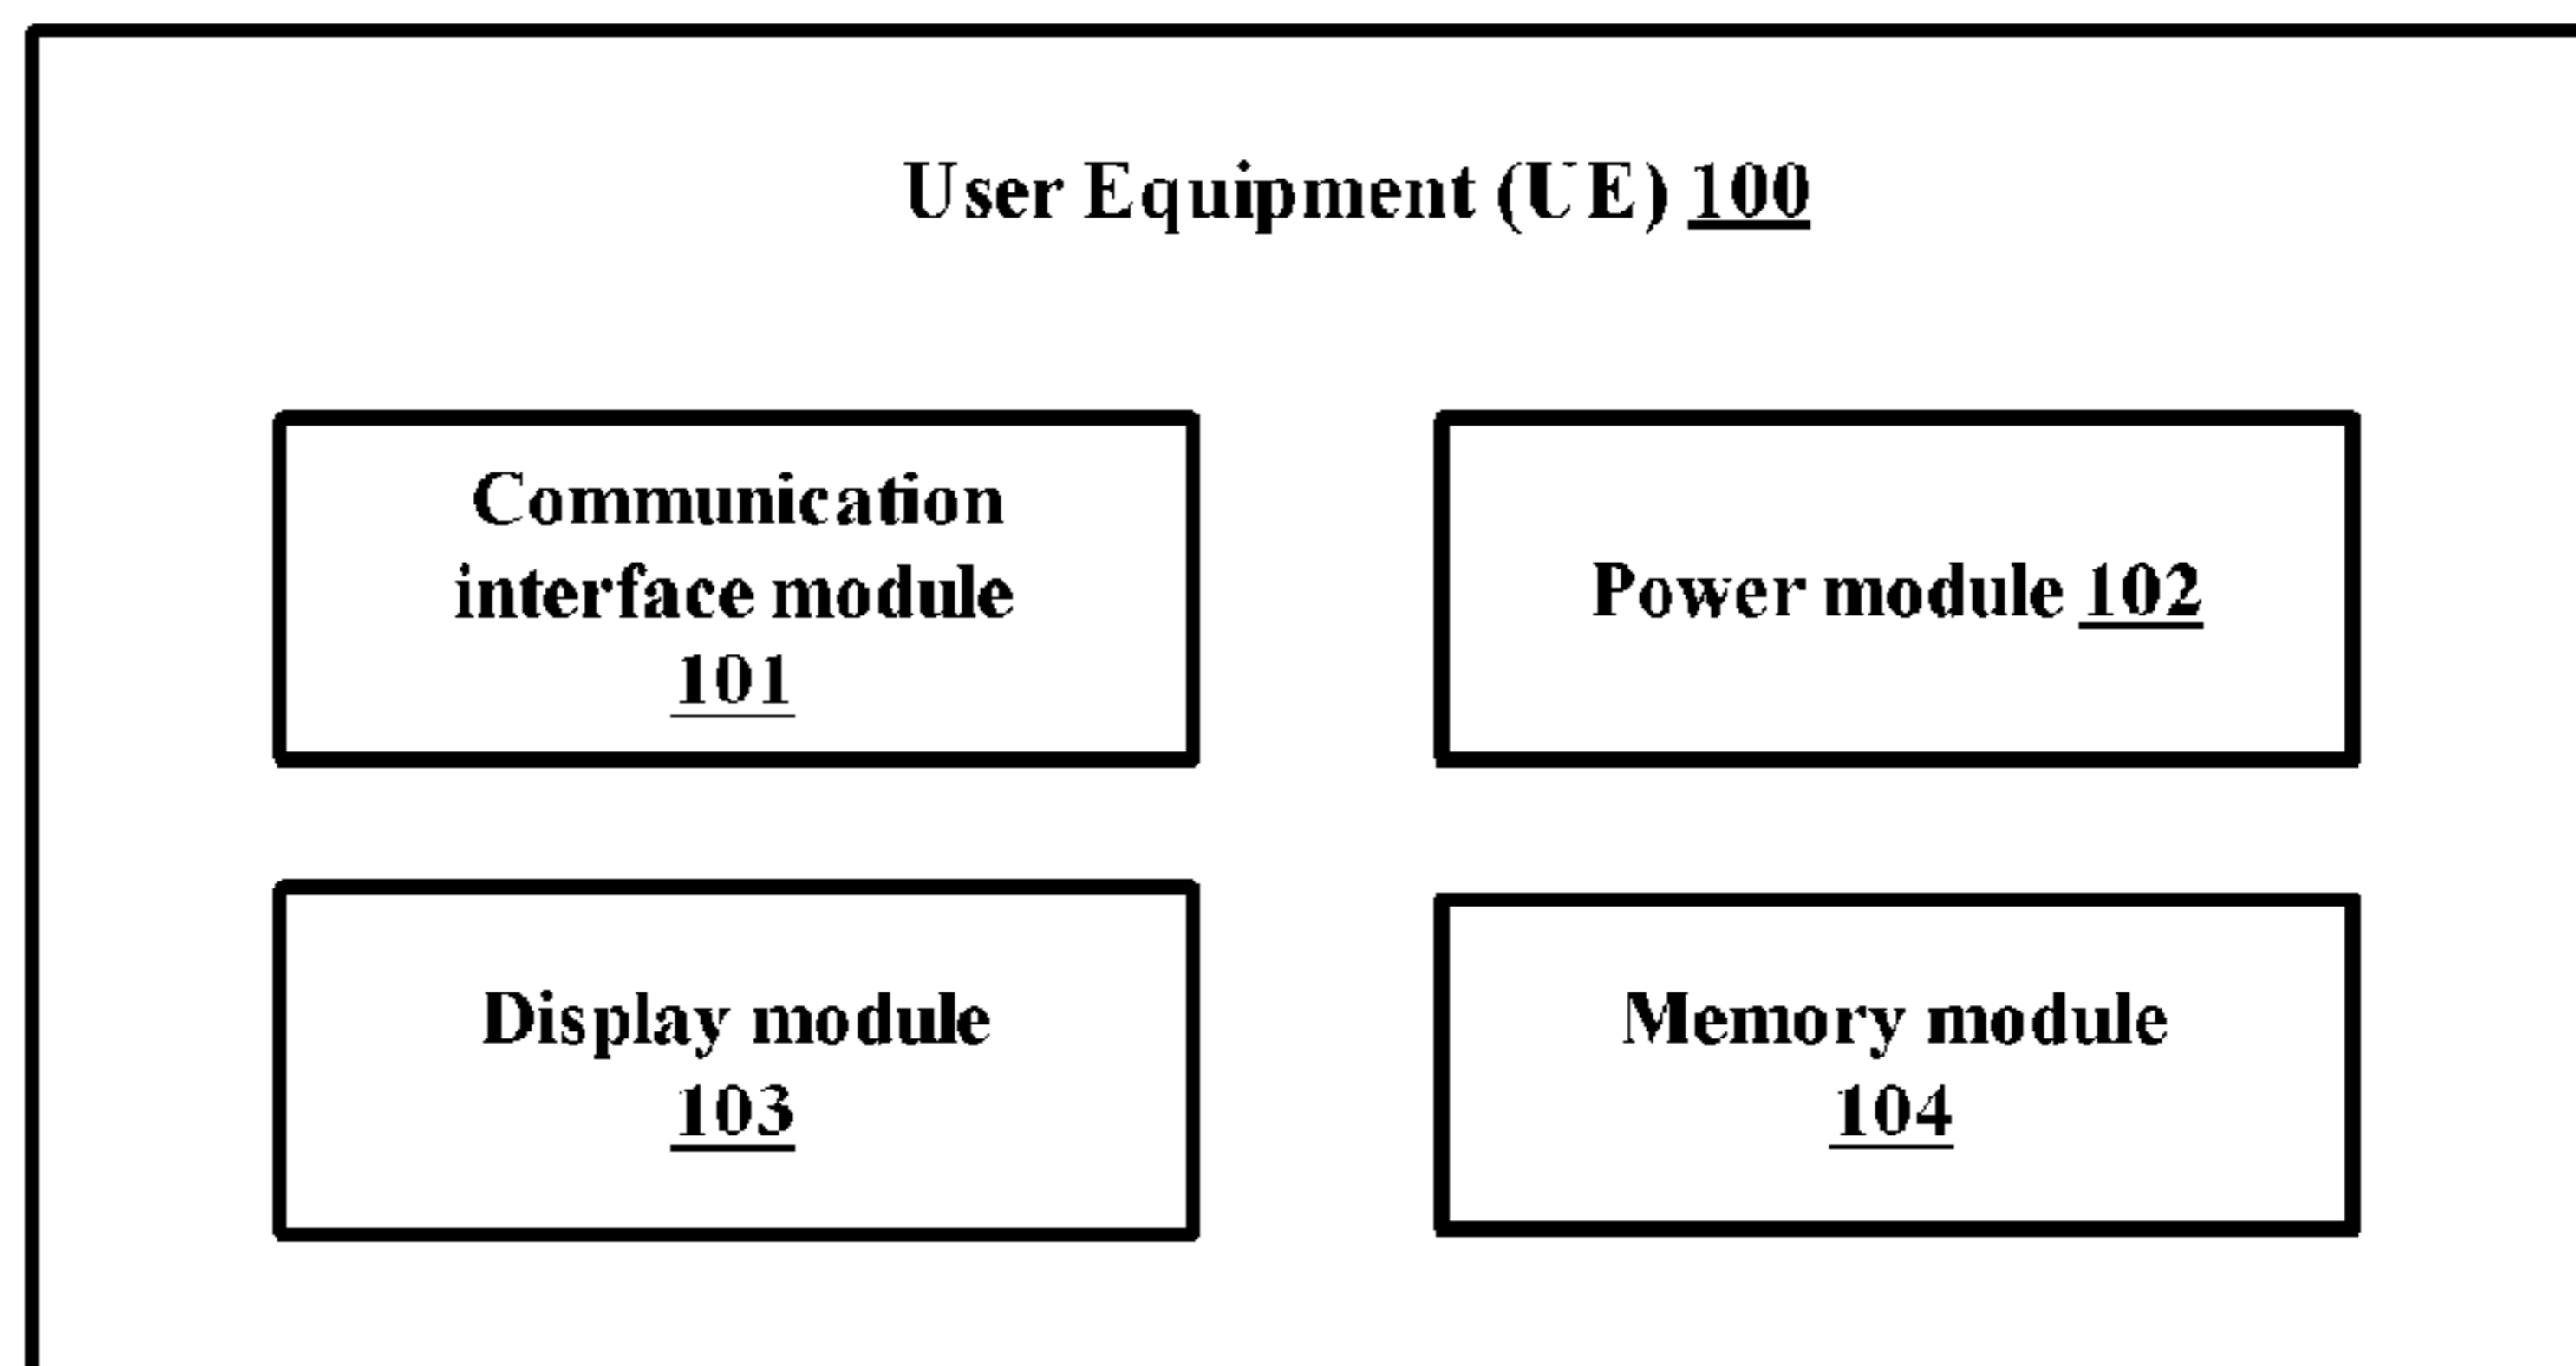 User Equipment (UE) 100
Communication
interface module
101
Power module 102
Display module
103
Memory module
104